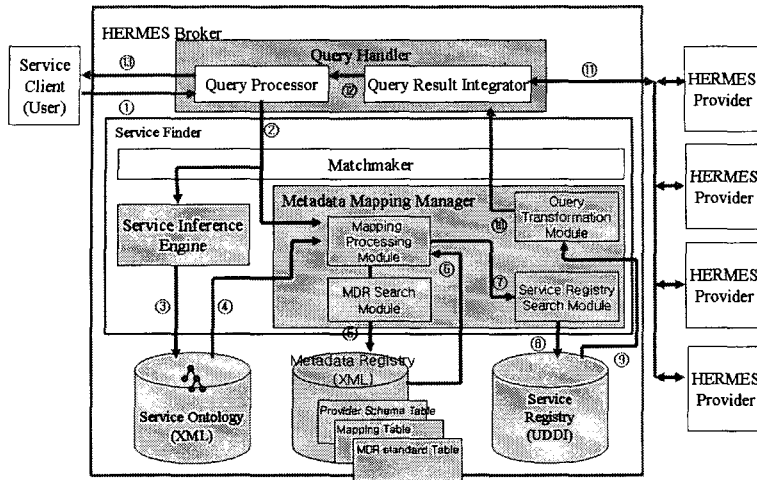 HERMES Broker
Query Handler
Service
Client
(User)
⑬
①
Query Processor
⑫
Query Result Integrator
⑪
HERMES
Provider
②
Service Finder
Matchmaker
HERMES
Provider
Metadata Mapping Manager
Service Inference
Engine
Mapping
Processing
Module
⑩
Query
Transformation
Module
⑥
⑦
HERMES
Provider
③
④
MDR Search
Module
Service Registry
Search Module
⑤
⑧
⑨
Metadata Registry
(XML)
HERMES
Provider
Service Ontology
(XML)
Provider Schema Table
Mapping Table
MDR standard Table
Service
Registry
(UDDI)